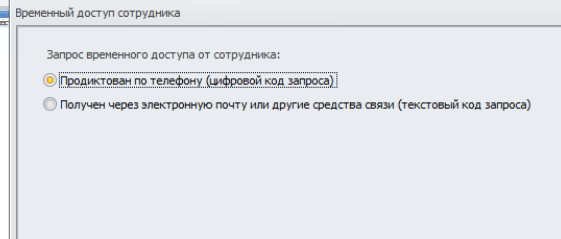 Временный доступ сотрудника
Запрос временного доступа от сотрудника:
Продиктован по телефону (цифровой код запроса)
Получен через электронную почту или другие средства связи (текстовый код запроса)